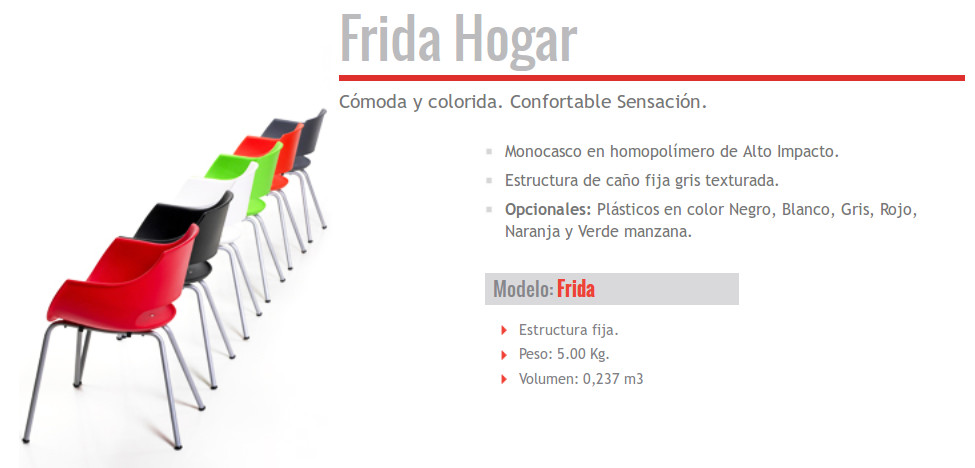 Frida Hogar
Cómoda y colorida. Confortable Sensación.
Monocasco en homopolímero de Alto Impacto.
Estructura de caño fija gris texturada.
Opcionales: Plásticos en color Negro, Blanco, Gris, Rojo,
Naranja y Verde manzana.
Modelo: Frida
Estructura fija.
Peso: 5.00 Kg.
Volumen: 0,237 m3